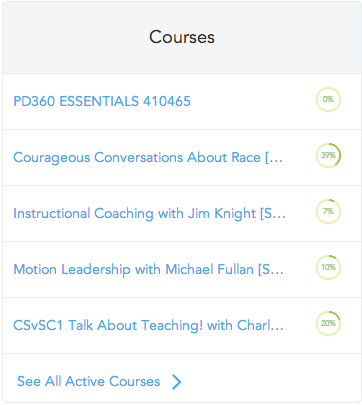 Courses
PD360 ESSENTIALS 410465
0%
Courageous Conversations About Race [...
39%
Instructional Coaching with Jim Knight [S...
7%
Motion Leadership with Michael Fullan [S...
10%
CSvSC1 Talk About Teaching! with Charl...
20%
See All Active Courses